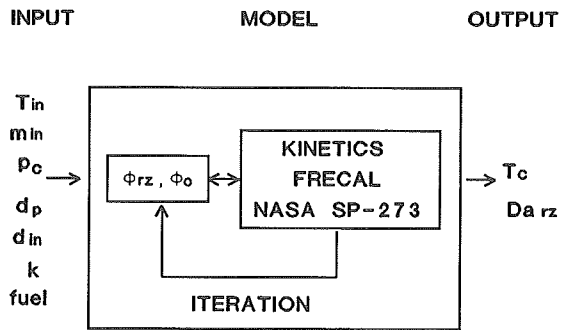 INPUT MODEL OUTPUT
Tin
min
pc
dp
din
k
fuel
Φrz, Φo
KINETICS
FRECAL
NASA SP-273
ITERATION
Tc
Da rz